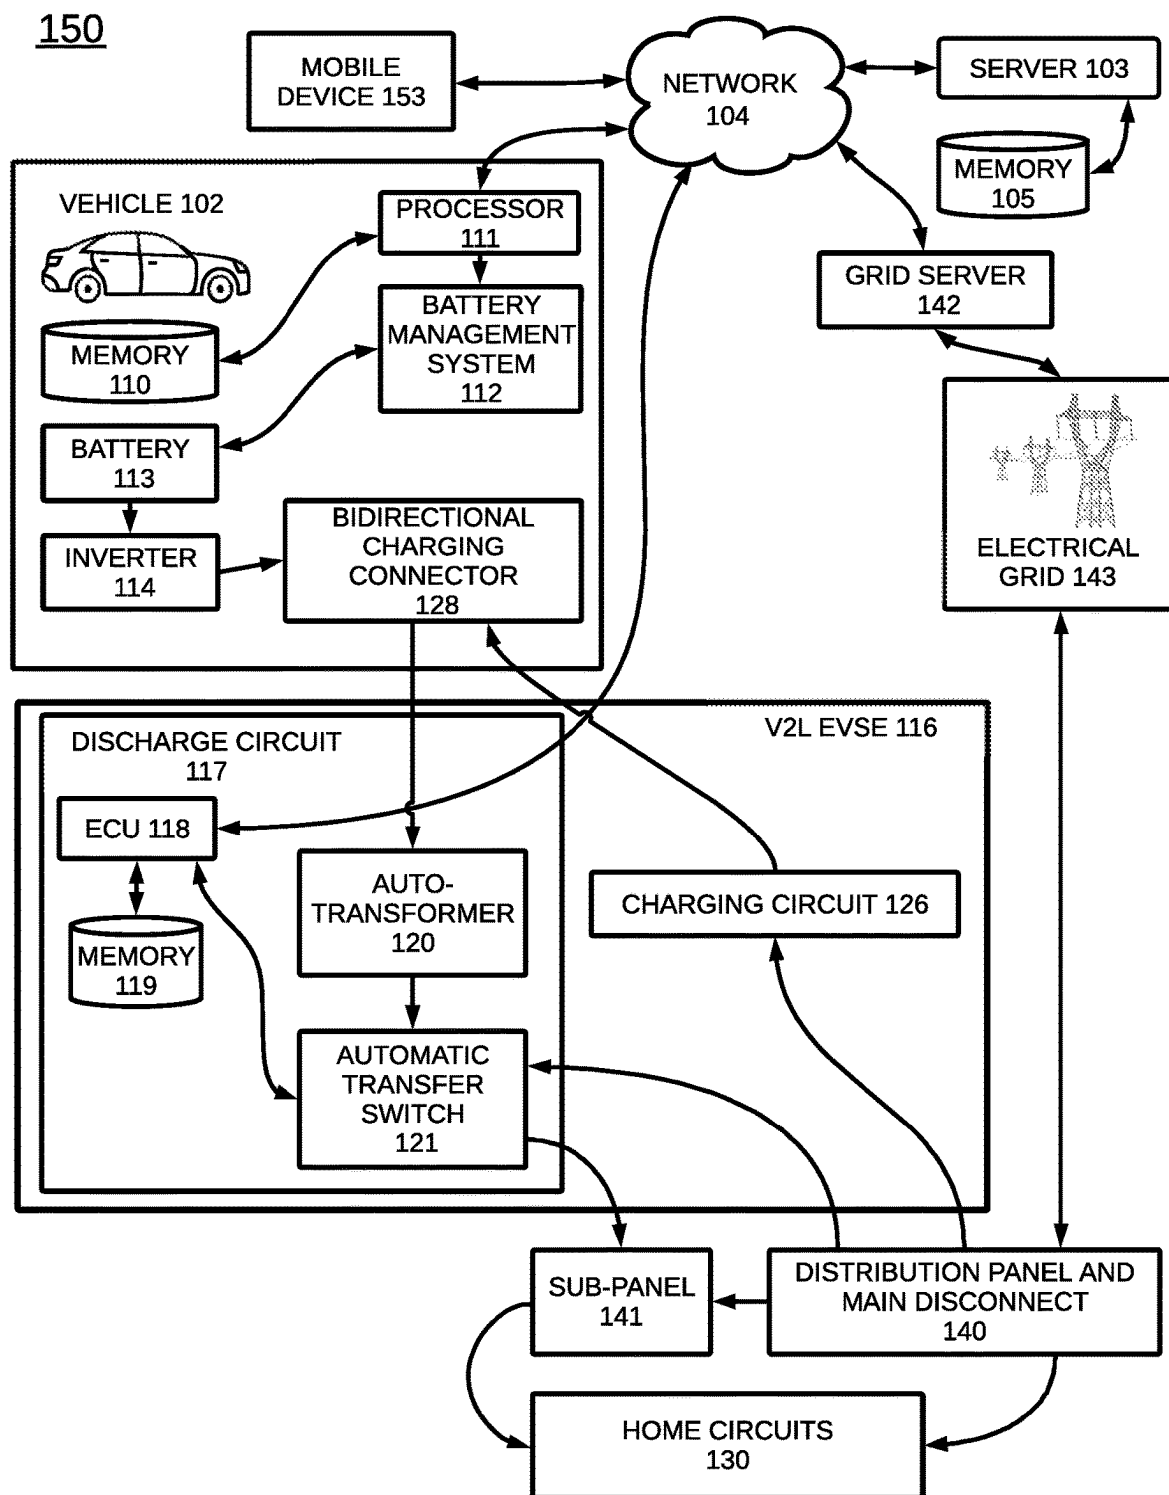 150
MOBILE
DEVICE 153
NETWORK
104
SERVER 103
MEMORY
105
VEHICLE 102
PROCESSOR
111
GRID SERVER
142
BATTERY
MANAGEMENT
SYSTEM
112
MEMORY
110
BATTERY
113
INVERTER
114
BIDIRECTIONAL
CHARGING
CONNECTOR
128
ELECTRICAL
GRID 143
V2L EVSE 116
DISCHARGE CIRCUIT
117
ECU 118
MEMORY
119
AUTO-
TRANSFORMER
120
CHARGING CIRCUIT 126
AUTOMATIC
TRANSFER
SWITCH
121
SUB-PANEL
141
DISTRIBUTION PANEL AND
MAIN DISCONNECT
140
HOME CIRCUITS
130